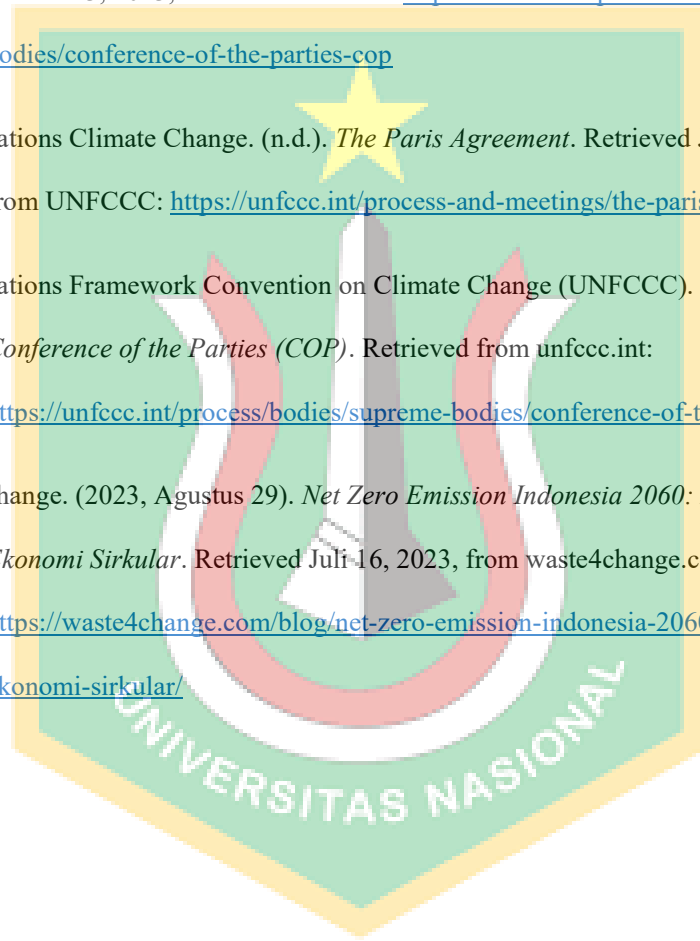 odies/conference-of-the-parties-cop
ations Climate Change. (n.d.). The Paris Agreement. Retrieved
rom UNFCCC: https://unfccc.int/process-and-meetings/the-paris
ations Framework Convention on Climate Change (UNFCCC).
Conference of the Parties (COP). Retrieved from unfccc.int:
ttps://unfccc.int/process/bodies/supreme-bodies/conference-of-t
hange. (2023, Agustus 29). Net Zero Emission Indonesia 2060:
Ekonomi Sirkular. Retrieved Juli 16, 2023, from waste4change.c
ttps://waste4change.com/blog/net-zero-emission-indonesia-2060
konomi-sirkular/
UNIVERSITAS NASIONAL